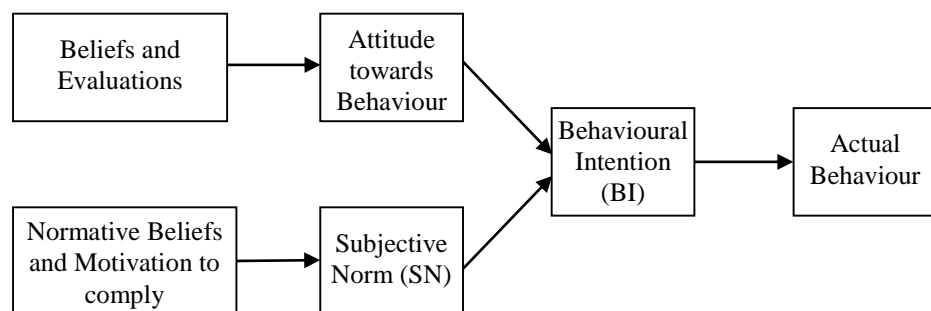 Beliefs and
Evaluations
Attitude
towards
Behaviour
Behavioural
Intention
(BI)
Actual
Behaviour
Normative Beliefs
and Motivation to
comply
Subjective
Norm (SN)